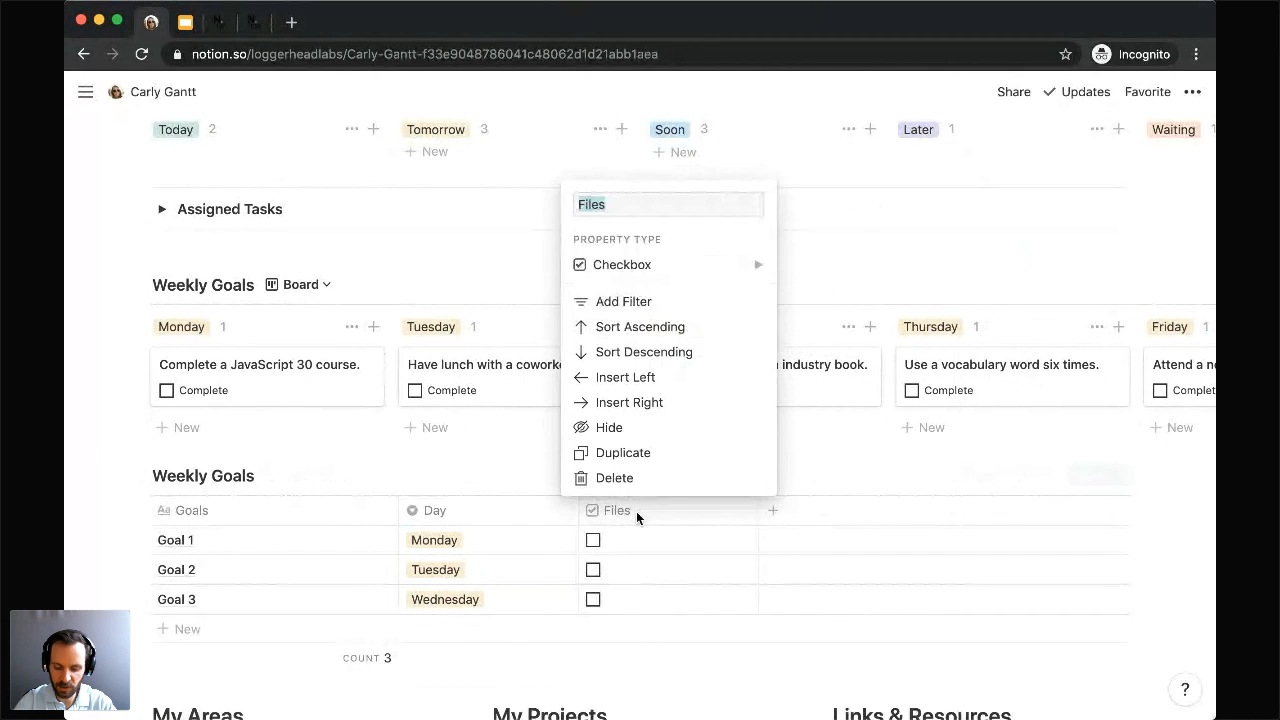 notion.so/loggerheadlabs/Carly-Gantt-f33e9048786041c48062d1d21abb1aea
Incognito
Carly Gantt
Share
Updates
Favorite
Today 2
Tomorrow 3
Soon 3
Later 1
Waiting 1
New
New
Assigned Tasks
Files
PROPERTY TYPE
Checkbox
Add Filter
Sort Ascending
Sort Descending
Insert Left
Insert Right
Hide
Duplicate
Delete
Weekly Goals Board
Monday 1
Tuesday 1
Thursday 1
Friday 1
Complete a JavaScript 30 course.
Complete
Have lunch with a
Complete
industry book.
Use a vocabulary word six times.
Complete
Attend a
New
New
New
New
Weekly Goals
Aa Goals
Day
Files
Goal 1
Monday
Goal 2
Tuesday
Goal 3
Wednesday
New
COUNT 3
My Areas
My Projects
Links & Resources
?